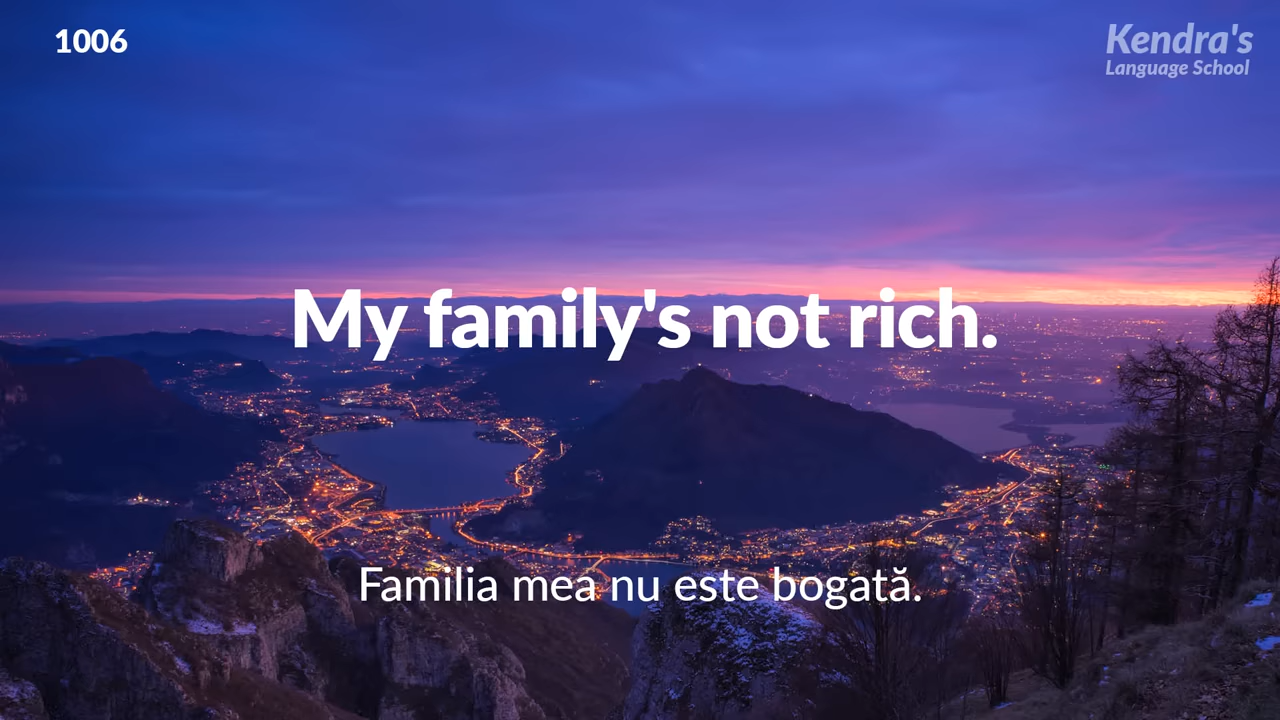 1006
Kendra's
Language School
My family's not rich.
Familia mea nu este bogată.